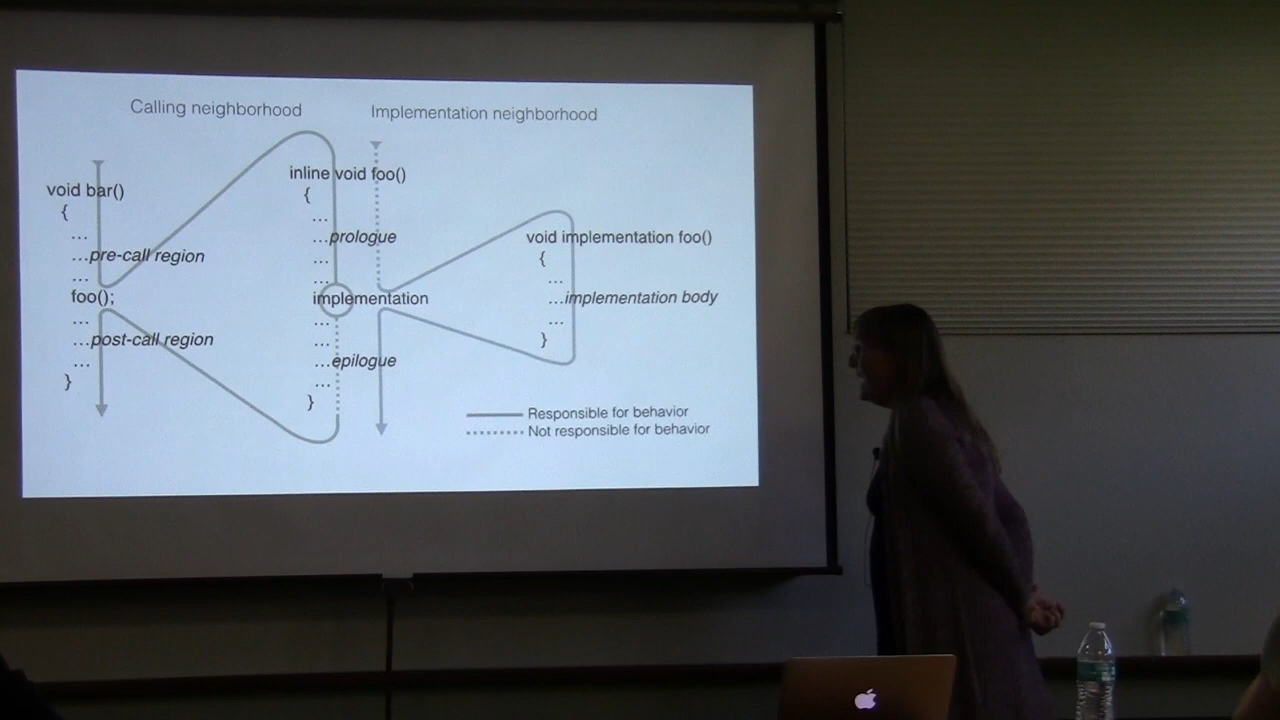 Calling neighborhood
Implementation neighborhood
void bar()
{
...
...pre-call region
...
foo();
...
...post-call region
...
}
inline void foo()
{
...
...prologue
...
...
implementation
...
...
...epilogue
...
}
void implementation foo()
{
...
...implementation body
...
}
Responsible for behavior
Not responsible for behavior